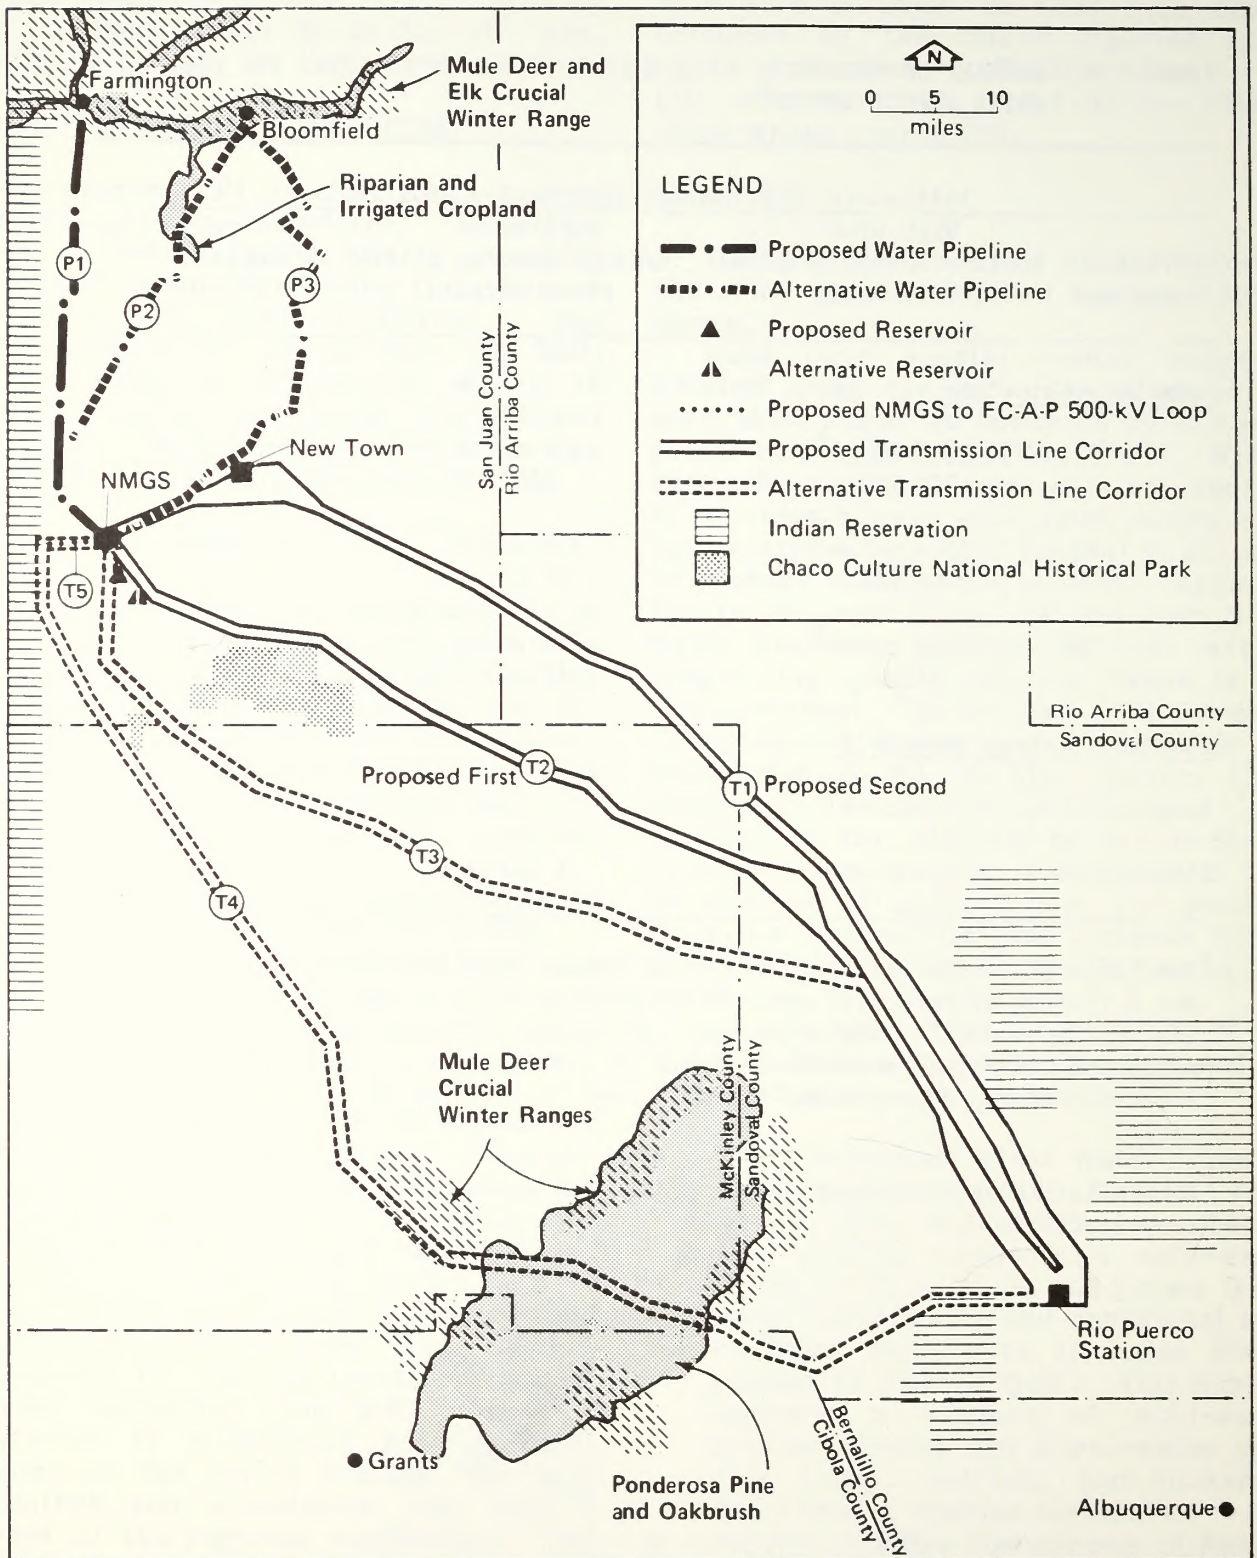 Farmington
Bloomfield
Mule Deer and
Elk Crucial
Winter Range
Riparian and
Irrigated Cropland
P1
P2
P3
San Juan County
Rio Arriba County
New Town
NMGS
T5
N
0 5 10
miles
LEGEND
Proposed Water Pipeline
Alternative Water Pipeline
Proposed Reservoir
Alternative Reservoir
Proposed NMGS to FC-A-P 500-kV Loop
Proposed Transmission Line Corridor
Alternative Transmission Line Corridor
Indian Reservation
Chaco Culture National Historical Park
Rio Arriba County
Sandoval County
Proposed First
T2
T1
Proposed Second
T3
T4
Mule Deer
Crucial
Winter Ranges
McKinley County
Sandoval County
Rio Puerco
Station
Bernalillo County
Cibola County
Grants
Ponderosa Pine
and Oakbrush
Albuquerque